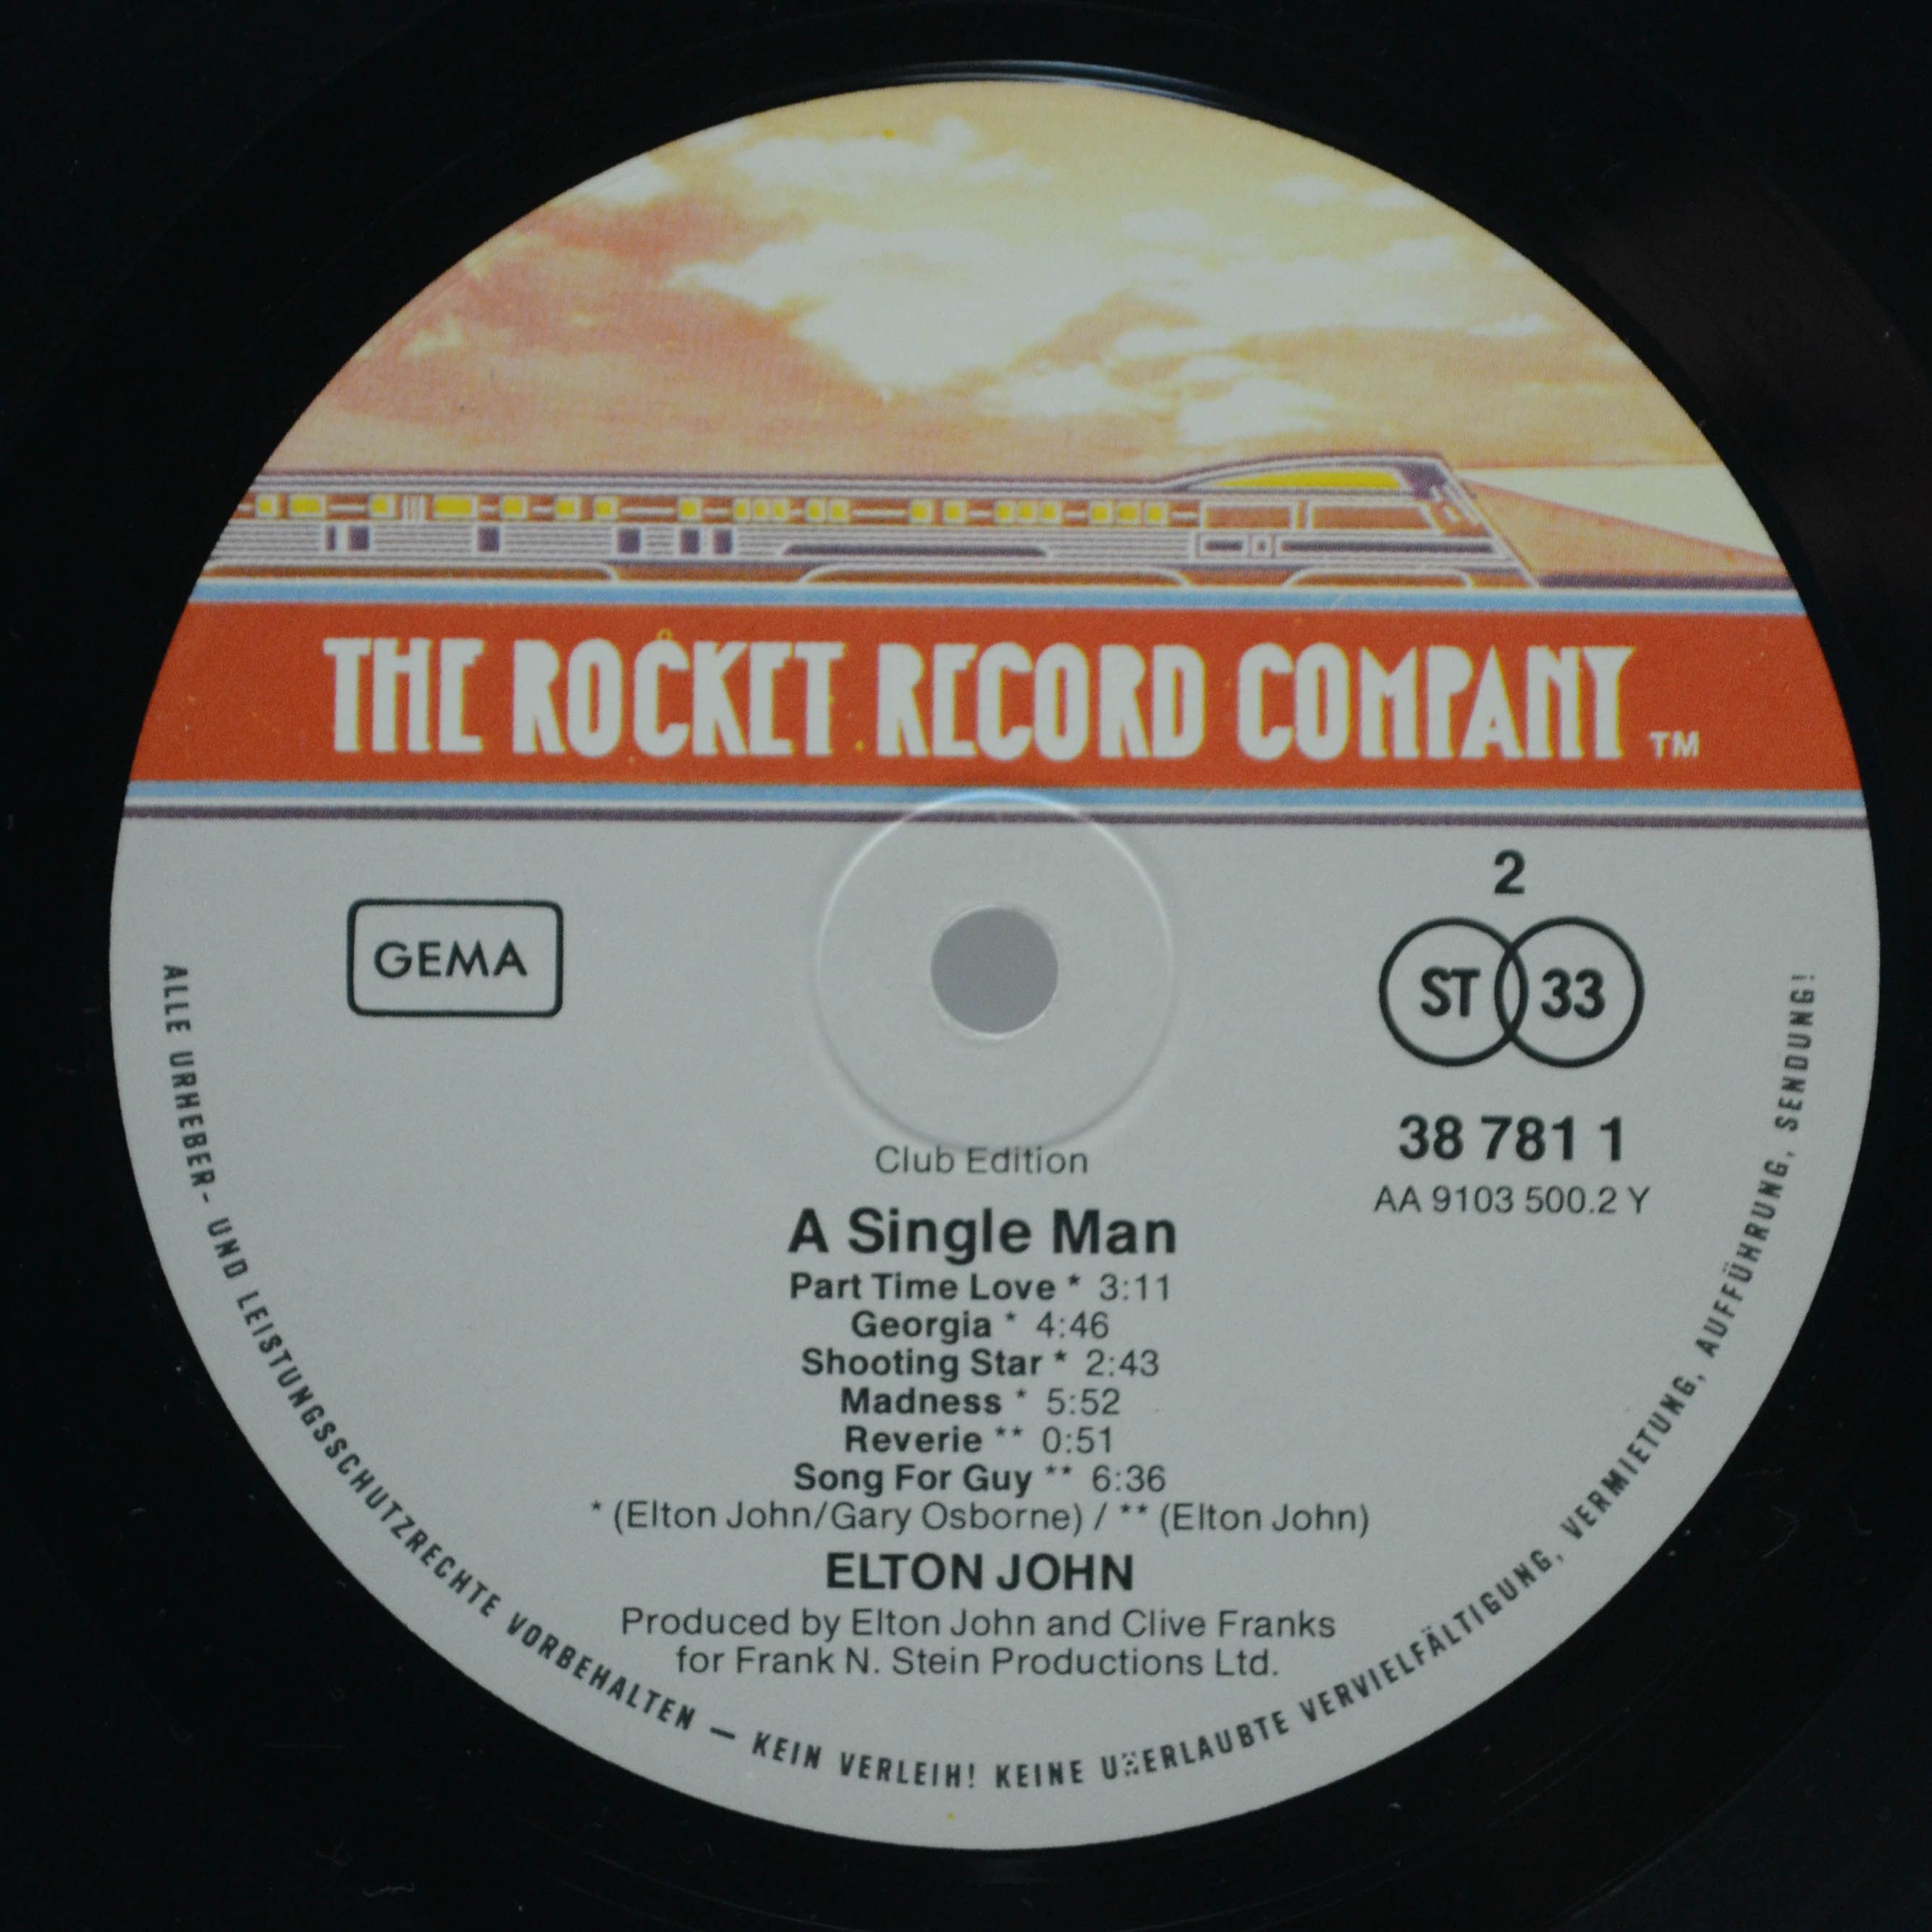 THE ROCKET RECORD COMPANY TM
GEMA
2
ST 33
38 781 1
AA 9103 500.2 Y
Club Edition
A Single Man
Part Time Love * 3:11
Georgia * 4:46
Shooting Star * 2:43
Madness * 5:52
Reverie ** 0:51
Song For Guy ** 6:36
* (Elton John/Gary Osborne) / ** (Elton John)
ELTON JOHN
Produced by Elton John and Clive Franks
for Frank N. Stein Productions Ltd.
ALLE URHEBER- UND LEISTUNGSSCHUTZRECHTE VORBEHALTEN — KEIN VERLEIH! KEINE UNERLAUBTE VERVIELFÄLTIGUNG, VERMIETUNG, AUFFÜHRUNG, SENDUNG!